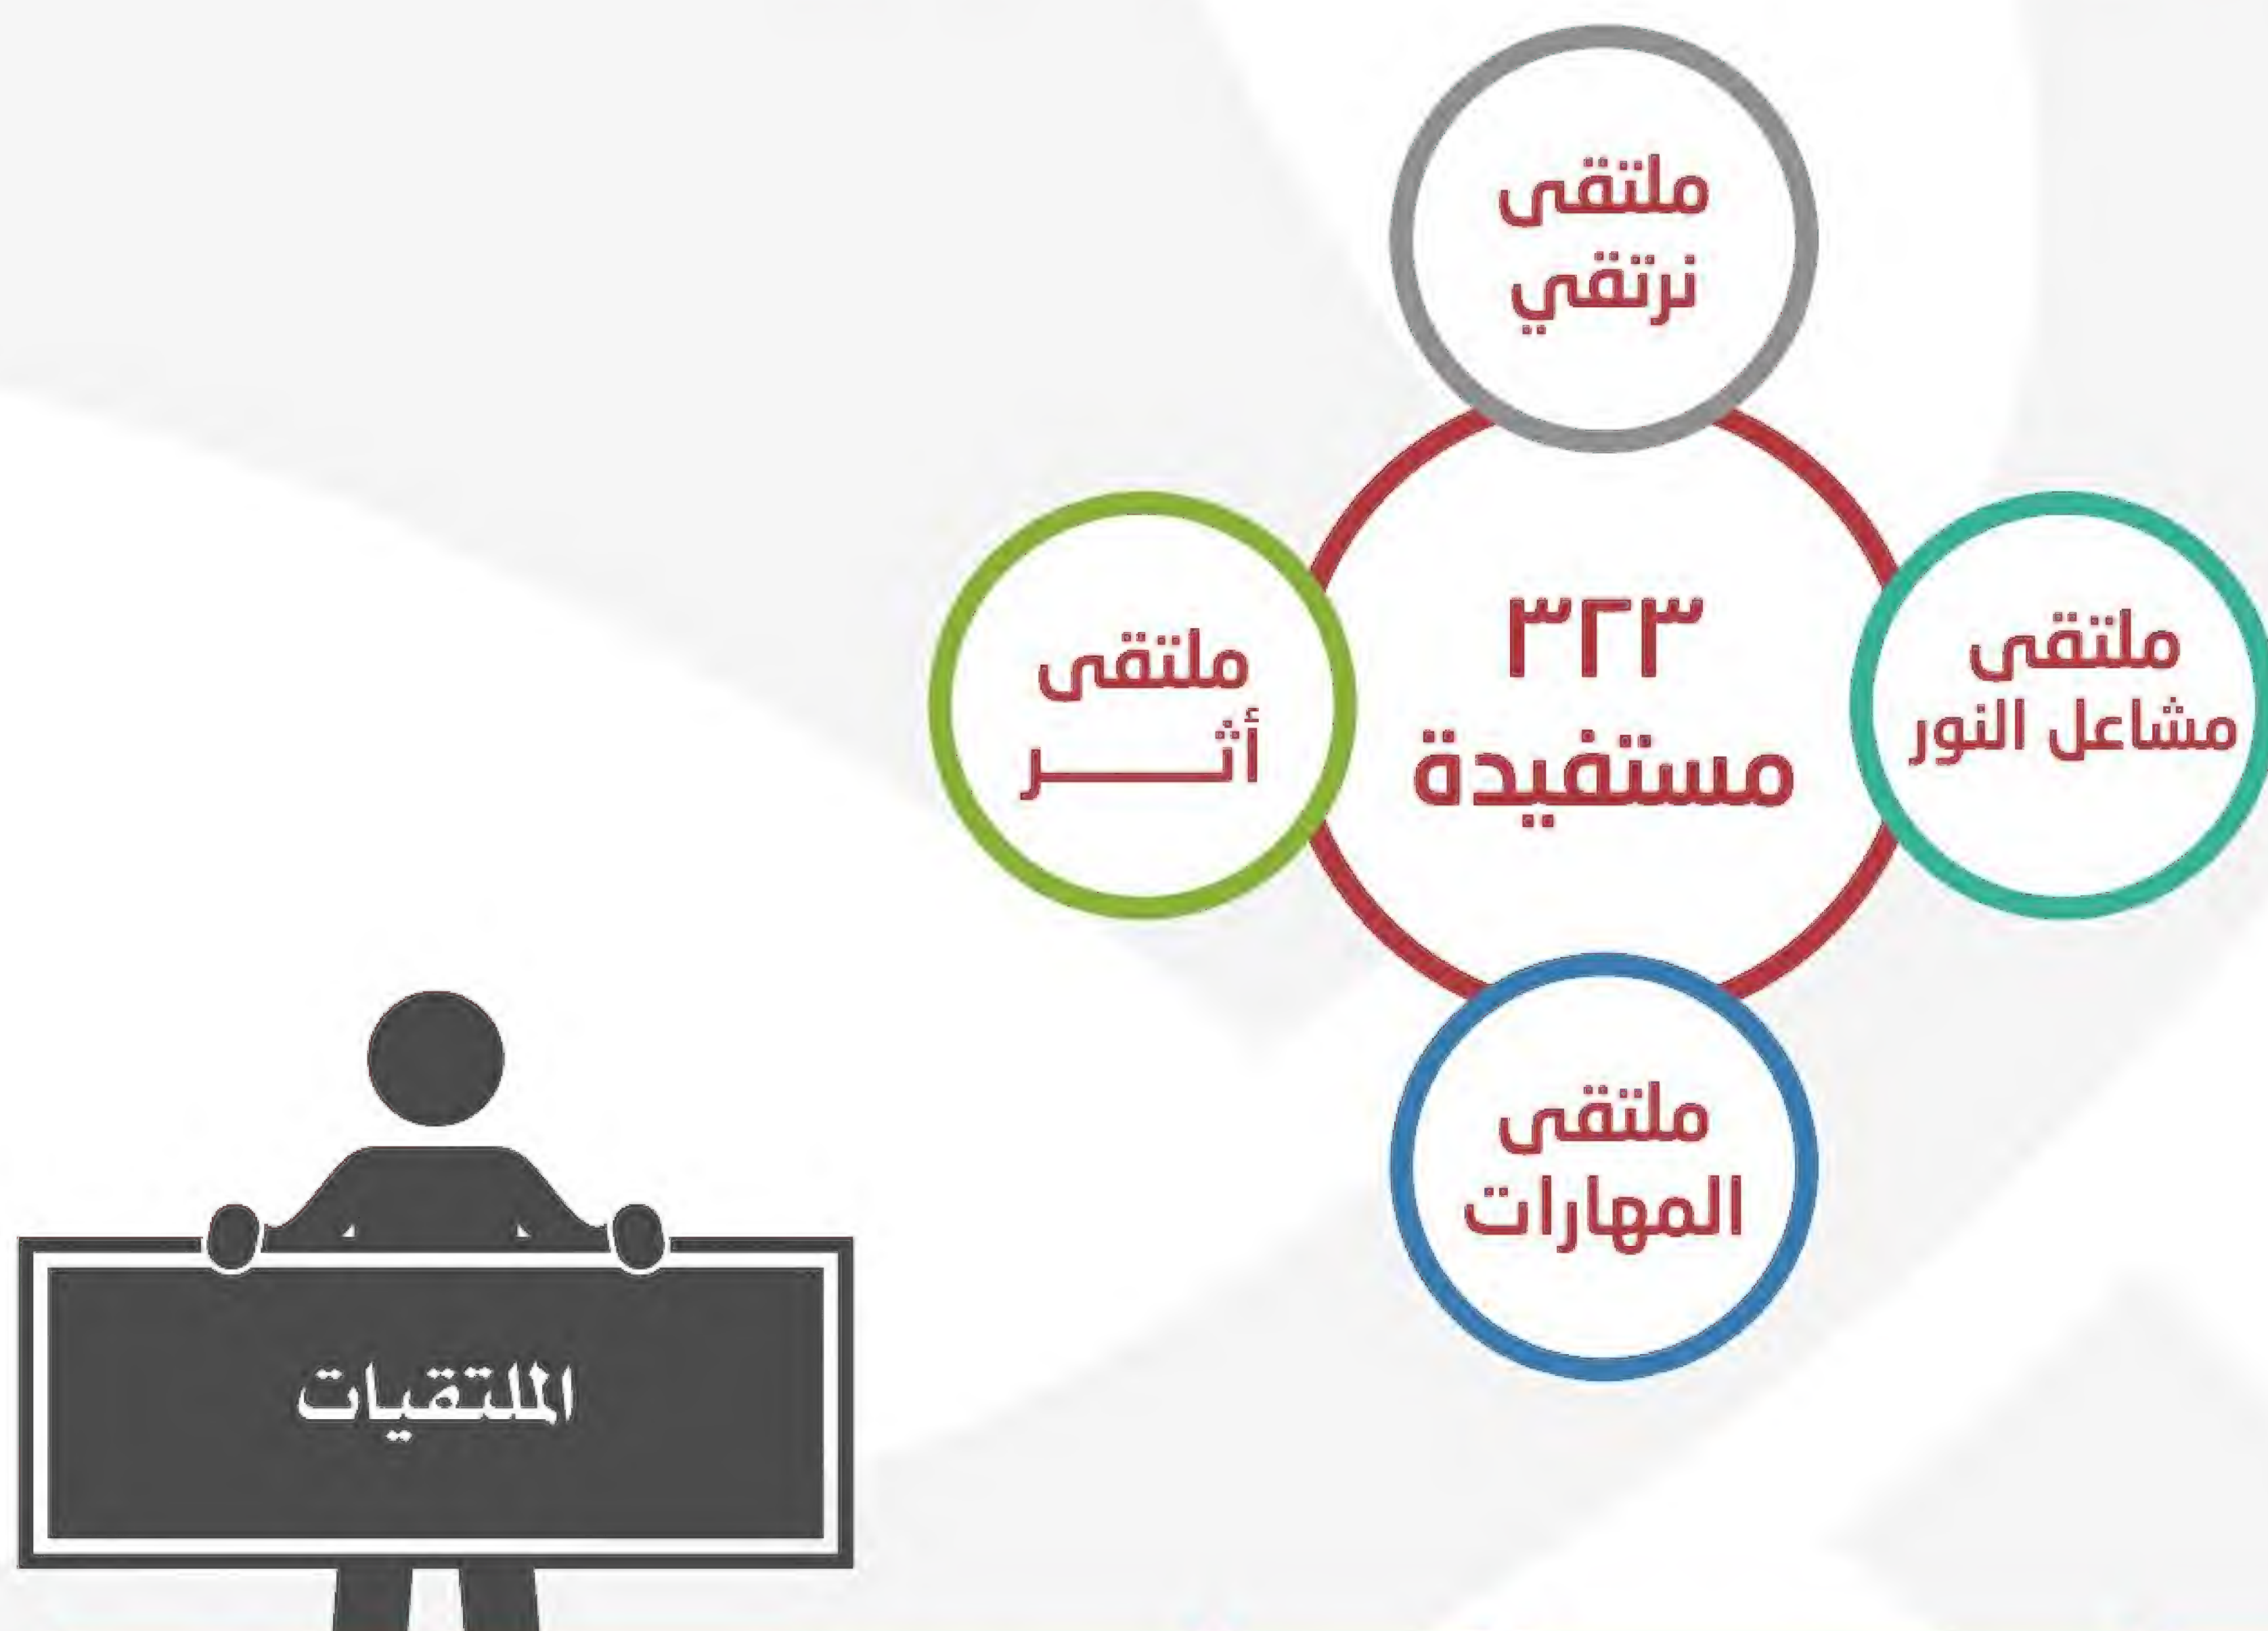 ملتقى
نرتقي
ملتقى
مشاعل النور
٣٢٣
مستفيدة
ملتقى
أثـــــر
ملتقى
المهارات
الملتقيات